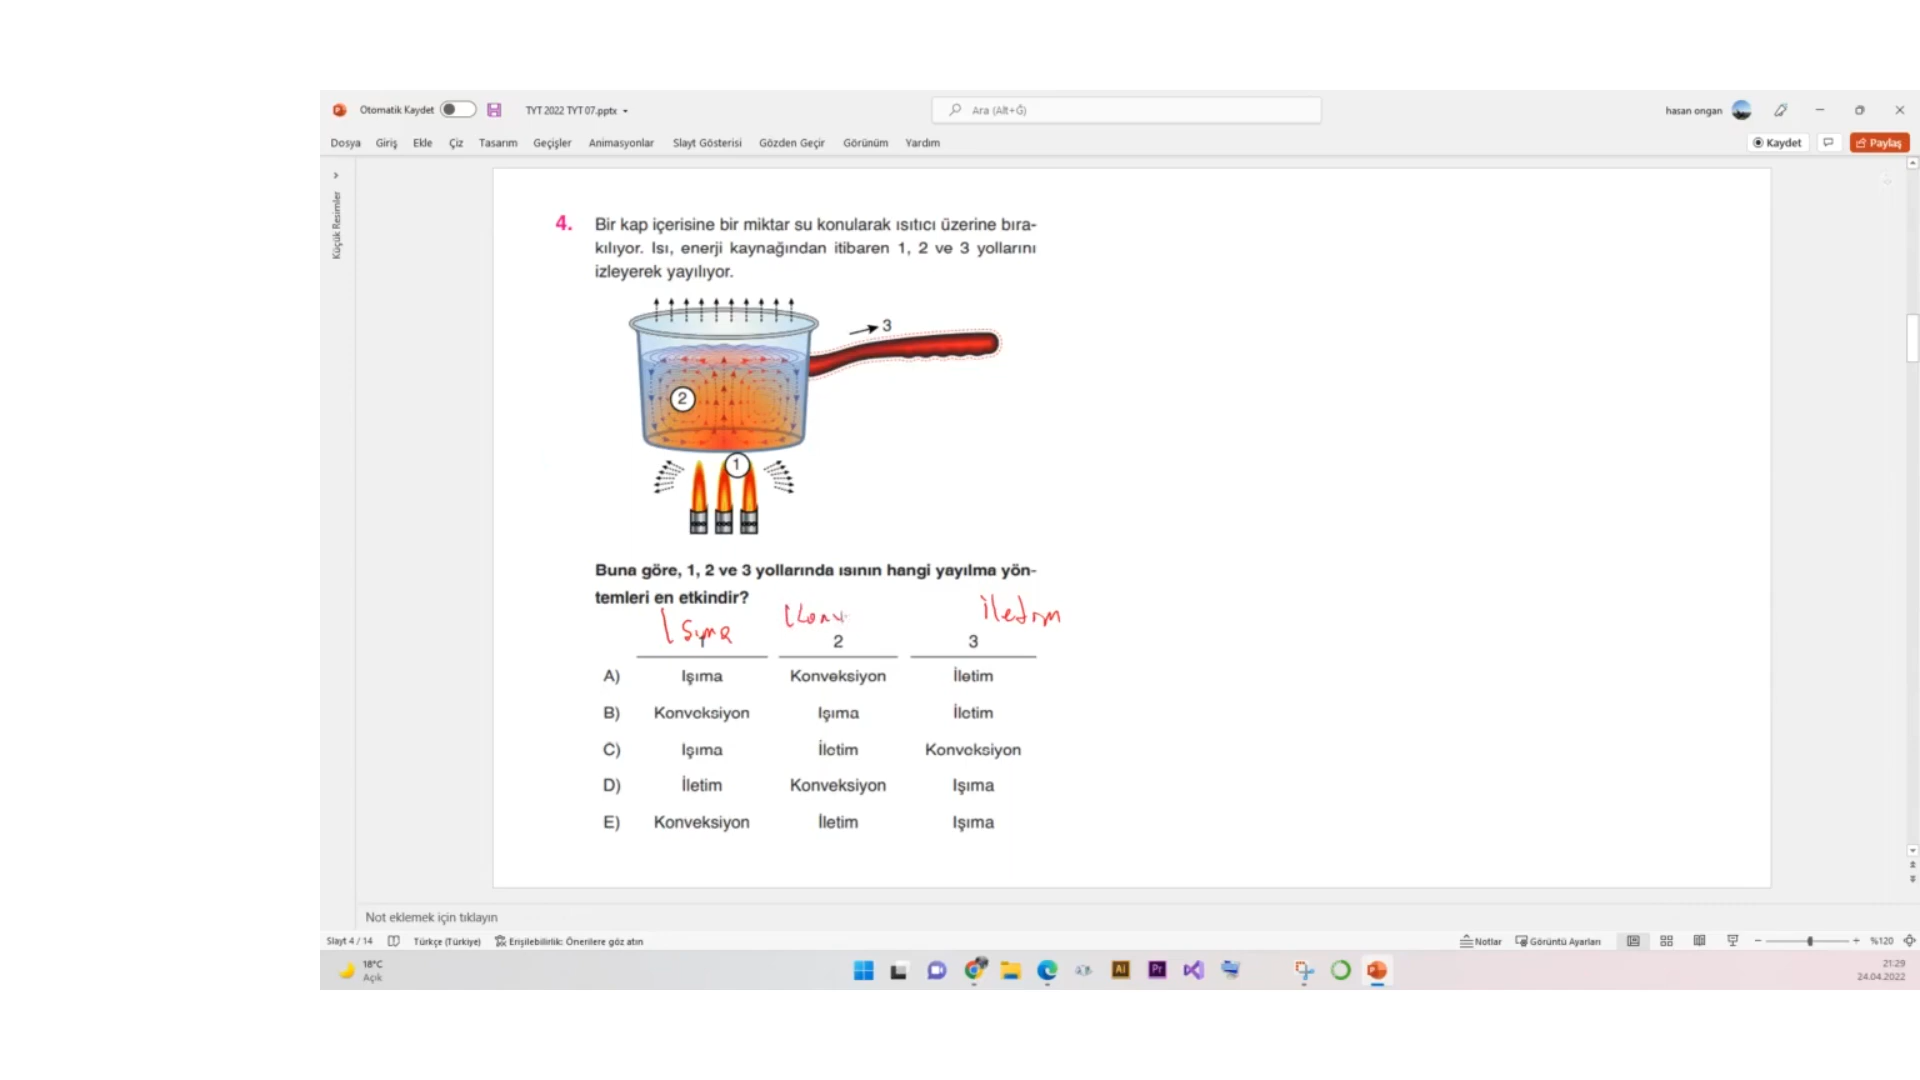 Otomatik Kaydet
TYT 2022 TYT 07.pptx
Ara (Alt+G)
hasan ongan
Dosya Giriş Ekle Çiz Tasarım Geçişler Animasyonlar Slayt Gösterisi Gözden Geçir Görünüm Yardım
Kaydet
Paylaş
Küçük Resimler
4. Bir kap içerisine bir miktar su konularak ısıtıcı üzerine bıra-
kılıyor. Isı, enerji kaynağından itibaren 1, 2 ve 3 yollarını
izleyerek yayılıyor.
3
2
1
Buna göre, 1, 2 ve 3 yollarında ısının hangi yayılma yön-
temleri en etkindir?
Işıma Konv iletim
2 3
A) Işıma Konveksiyon İletim
B) Konveksiyon Işıma İletim
C) Işıma İletim Konveksiyon
D) İletim Konveksiyon Işıma
E) Konveksiyon İletim Işıma
Not eklemek için tıklayın
Slayt 4 / 14 Türkçe (Türkiye) Erişilebilirlik: Önerilere göz atın
Notlar Görüntü Ayarları
%120
18°C
Açık
Ai
Pr
21:29
24.04.2022